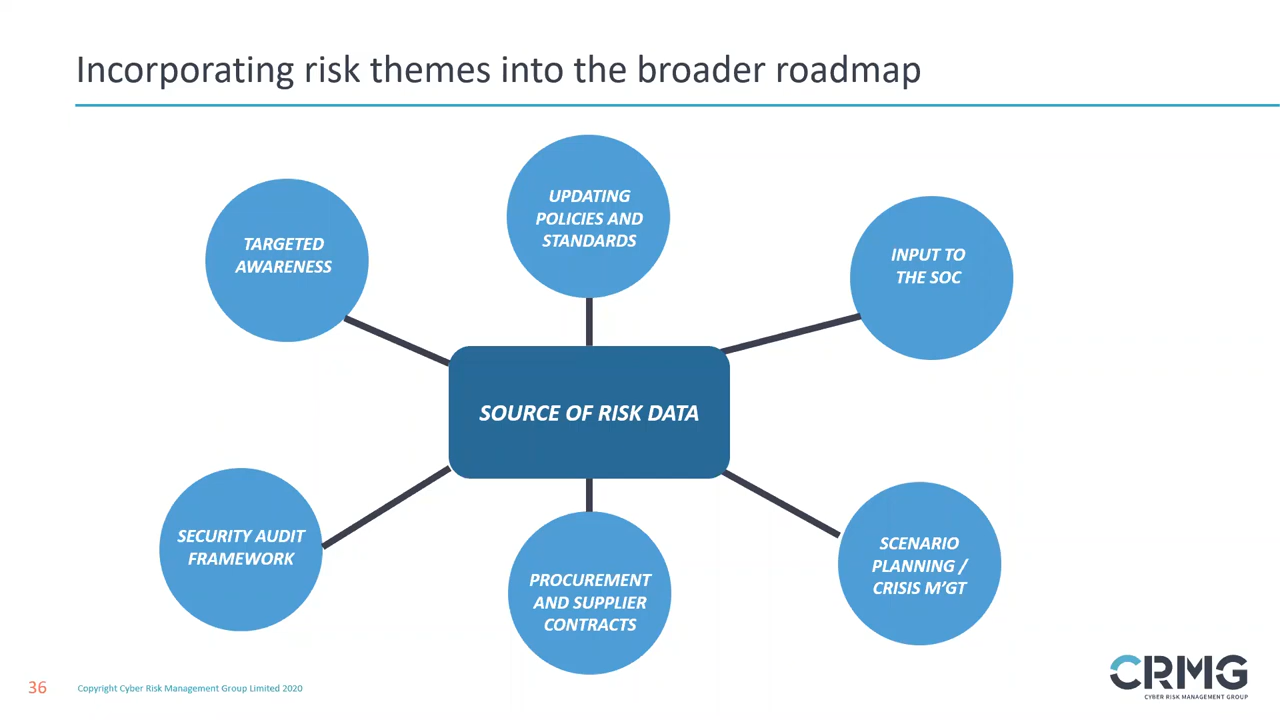 Incorporating risk themes into the broader roadmap
TARGETED
AWARENESS
UPDATING
POLICIES AND
STANDARDS
INPUT TO
THE SOC
SOURCE OF RISK DATA
SECURITY AUDIT
FRAMEWORK
PROCUREMENT
AND SUPPLIER
CONTRACTS
SCENARIO
PLANNING /
CRISIS M’GT
36
Copyright Cyber Risk Management Group Limited 2020
CRMG
CYBER RISK MANAGEMENT GROUP